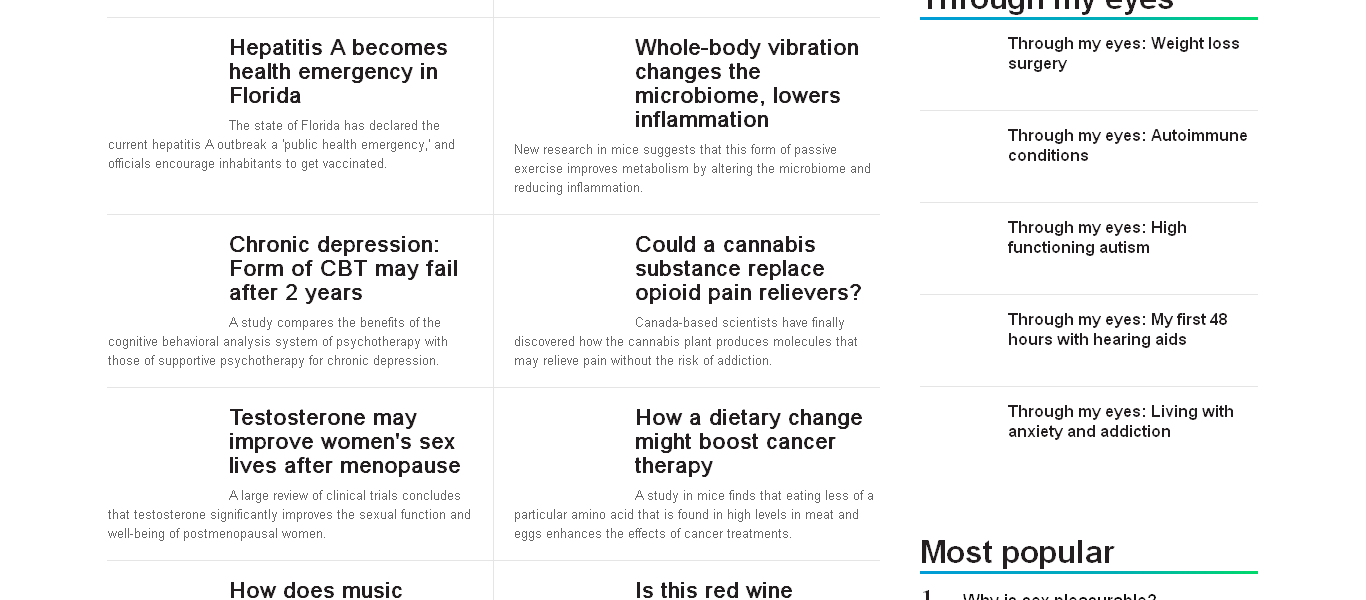 Hepatitis A becomes
health emergency in
Florida
The state of Florida has declared the
current hepatitis A outbreak a 'public health emergency,' and
officials encourage inhabitants to get vaccinated.
Whole-body vibration
changes the
microbiome, lowers
inflammation
New research in mice suggests that this form of passive
exercise improves metabolism by altering the microbiome and
reducing inflammation.
Chronic depression:
Form of CBT may fail
after 2 years
A study compares the benefits of the
cognitive behavioral analysis system of psychotherapy with
those of supportive psychotherapy for chronic depression.
Could a cannabis
substance replace
opioid pain relievers?
Canada-based scientists have finally
discovered how the cannabis plant produces molecules that
may relieve pain without the risk of addiction.
Testosterone may
improve women's sex
lives after menopause
A large review of clinical trials concludes
that testosterone significantly improves the sexual function and
well-being of postmenopausal women.
How a dietary change
might boost cancer
therapy
A study in mice finds that eating less of a
particular amino acid that is found in high levels in meat and
eggs enhances the effects of cancer treatments.
How does music
Is this red wine
Through my eyes
Through my eyes: Weight loss
surgery
Through my eyes: Autoimmune
conditions
Through my eyes: High
functioning autism
Through my eyes: My first 48
hours with hearing aids
Through my eyes: Living with
anxiety and addiction
Most popular
1 Why is sex pleasurable?